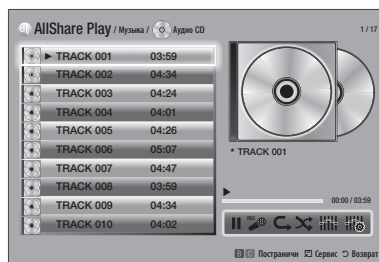 AllShare Play / Музыка / Аудио CD 1 / 17
► TRACK 001 03:59
TRACK 002 04:34
TRACK 003 04:24
TRACK 004 04:01
TRACK 005 04:26
TRACK 006 05:07
TRACK 007 04:47
TRACK 008 03:59
TRACK 009 04:34
TRACK 010 04:02
* TRACK 001
00:00 / 03:59
Постраничн Сервис Возврат